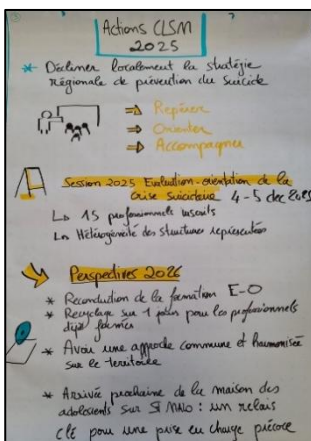 Actions CLSM
2025
* Décliner localement la stratégie
Régionale de prévention du suicide
⇒ Repérer
⇒ Orienter
⇒ Accompagner
Session 2025 Evaluation-orientation de la
crise suicidaire 4-5 dec 2025
↳ 15 professionnels inscrits
↳ Hétérogénéité des structures représentées
Perspectives 2026
* Reconduction de la formation E-O
* Recyclage sur 1 jour pour les professionnels
déjà formés
* Avoir une approche commune et harmonisée
sur le territoire
* Arrivée prochaine de la maison des
adolescents sur St MALO : un relais
clé pour une prise en charge précoce